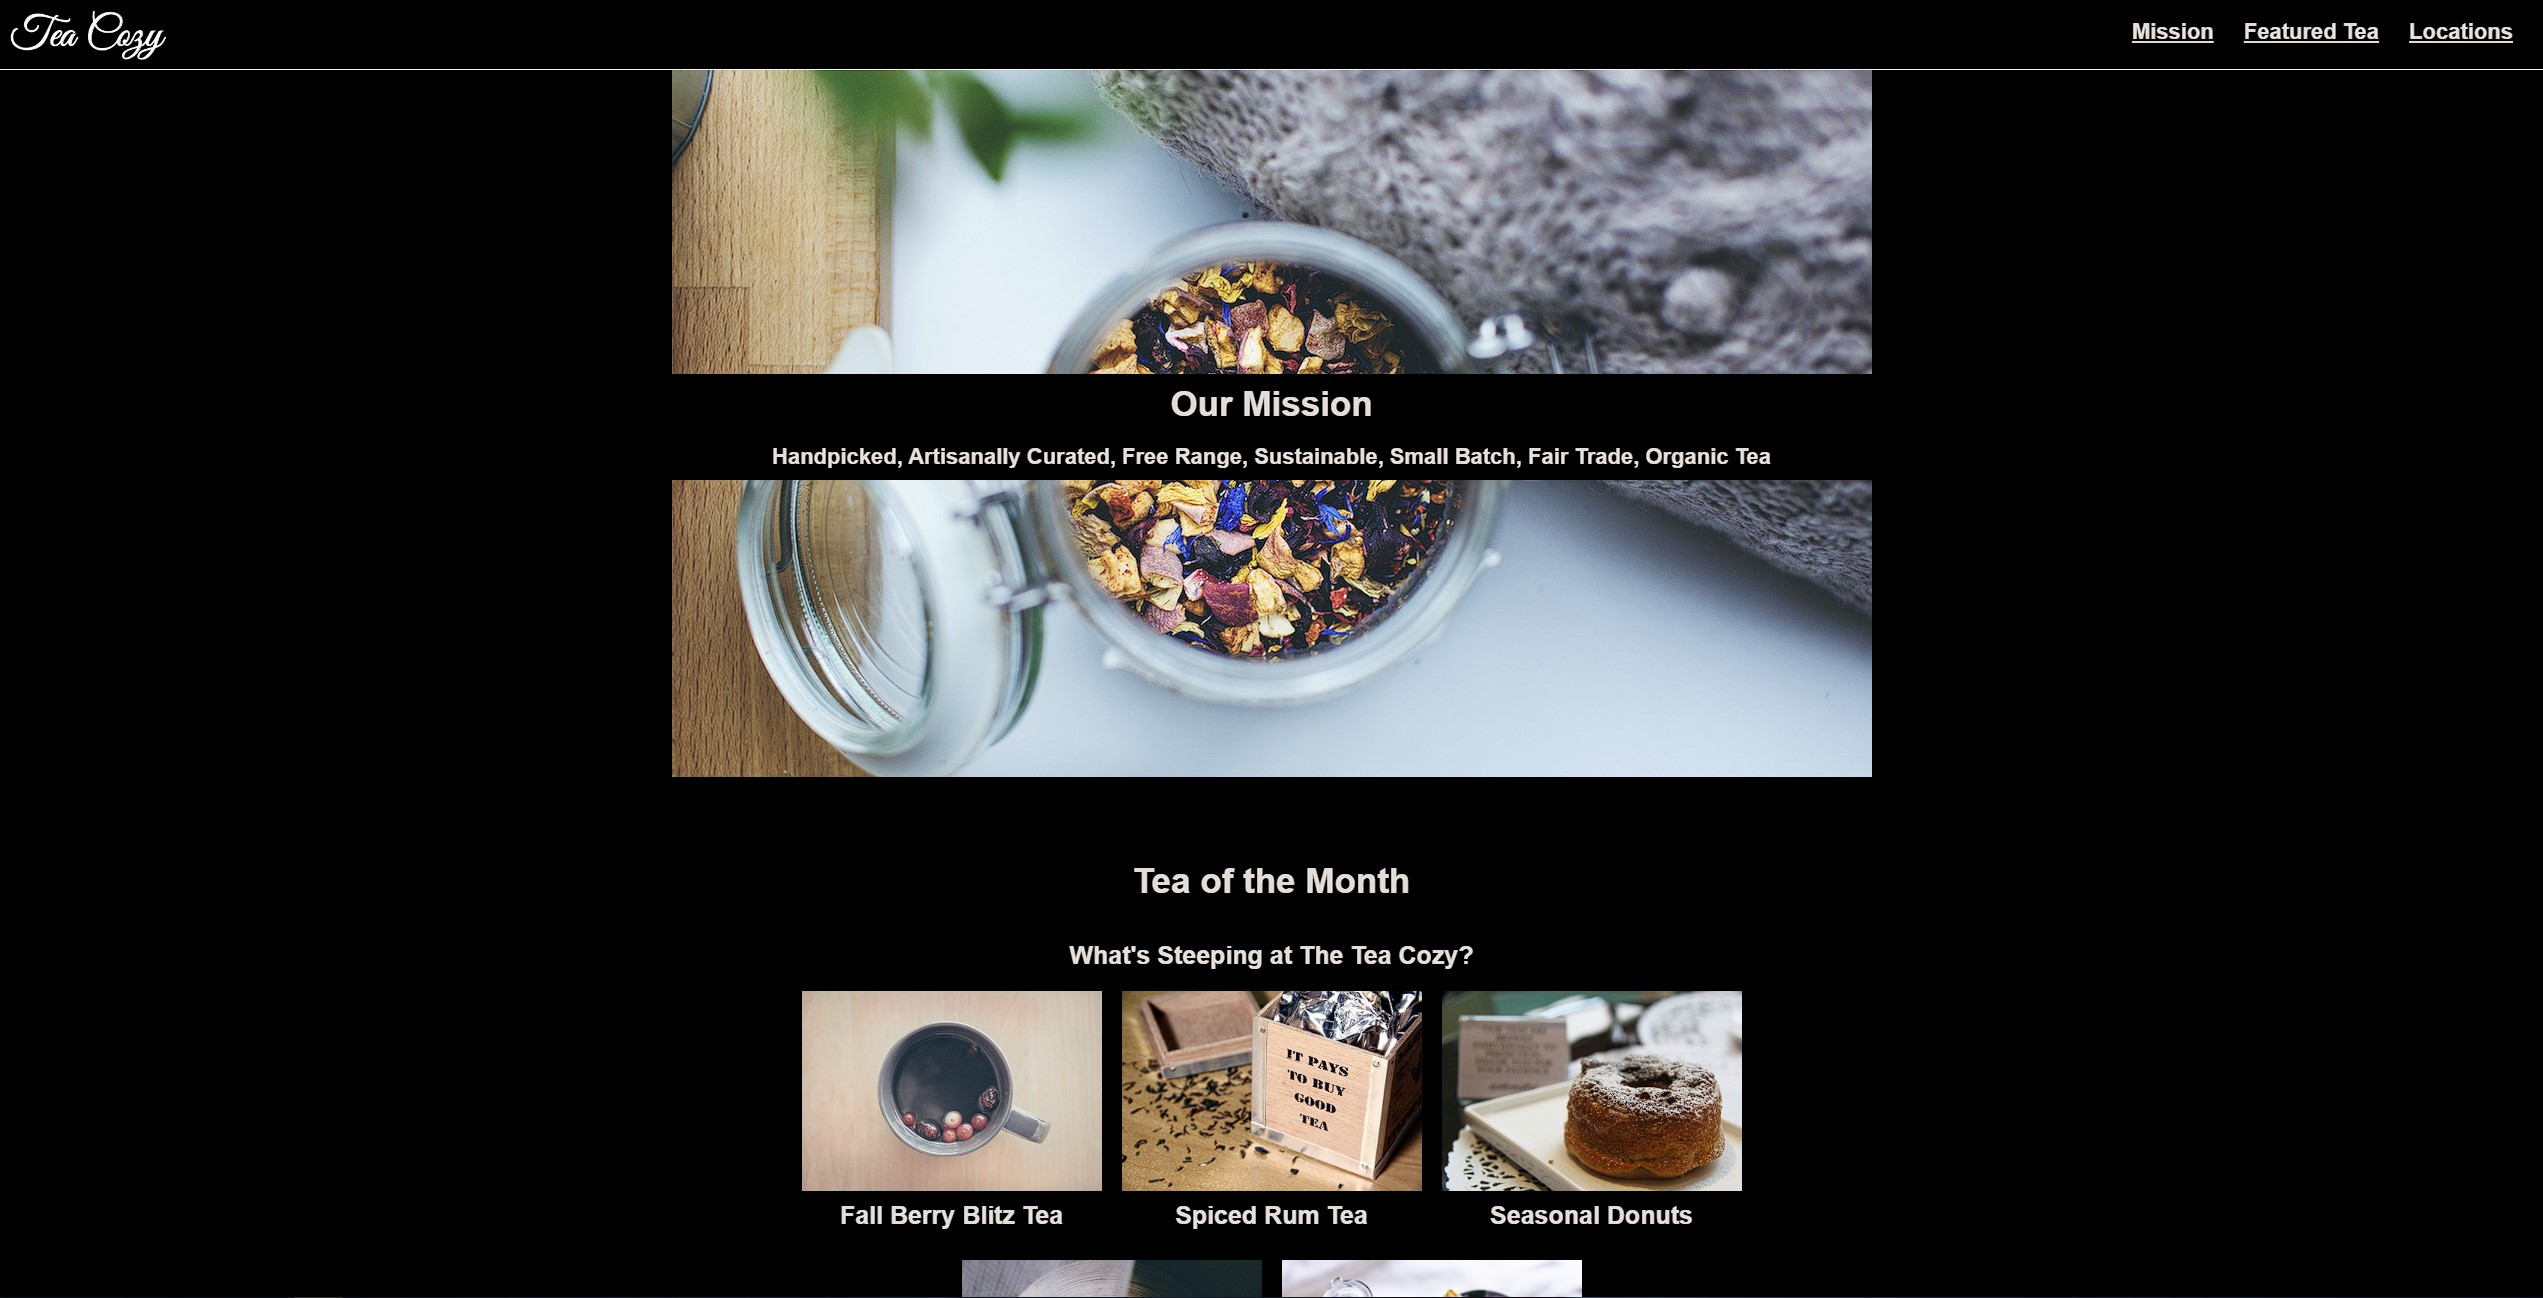 Tea Cozy
Mission Featured Tea Locations
Our Mission
Handpicked, Artisanally Curated, Free Range, Sustainable, Small Batch, Fair Trade, Organic Tea
Tea of the Month
What's Steeping at The Tea Cozy?
IT PAYS
TO BUY
GOOD
TEA
Fall Berry Blitz Tea
Spiced Rum Tea
Seasonal Donuts